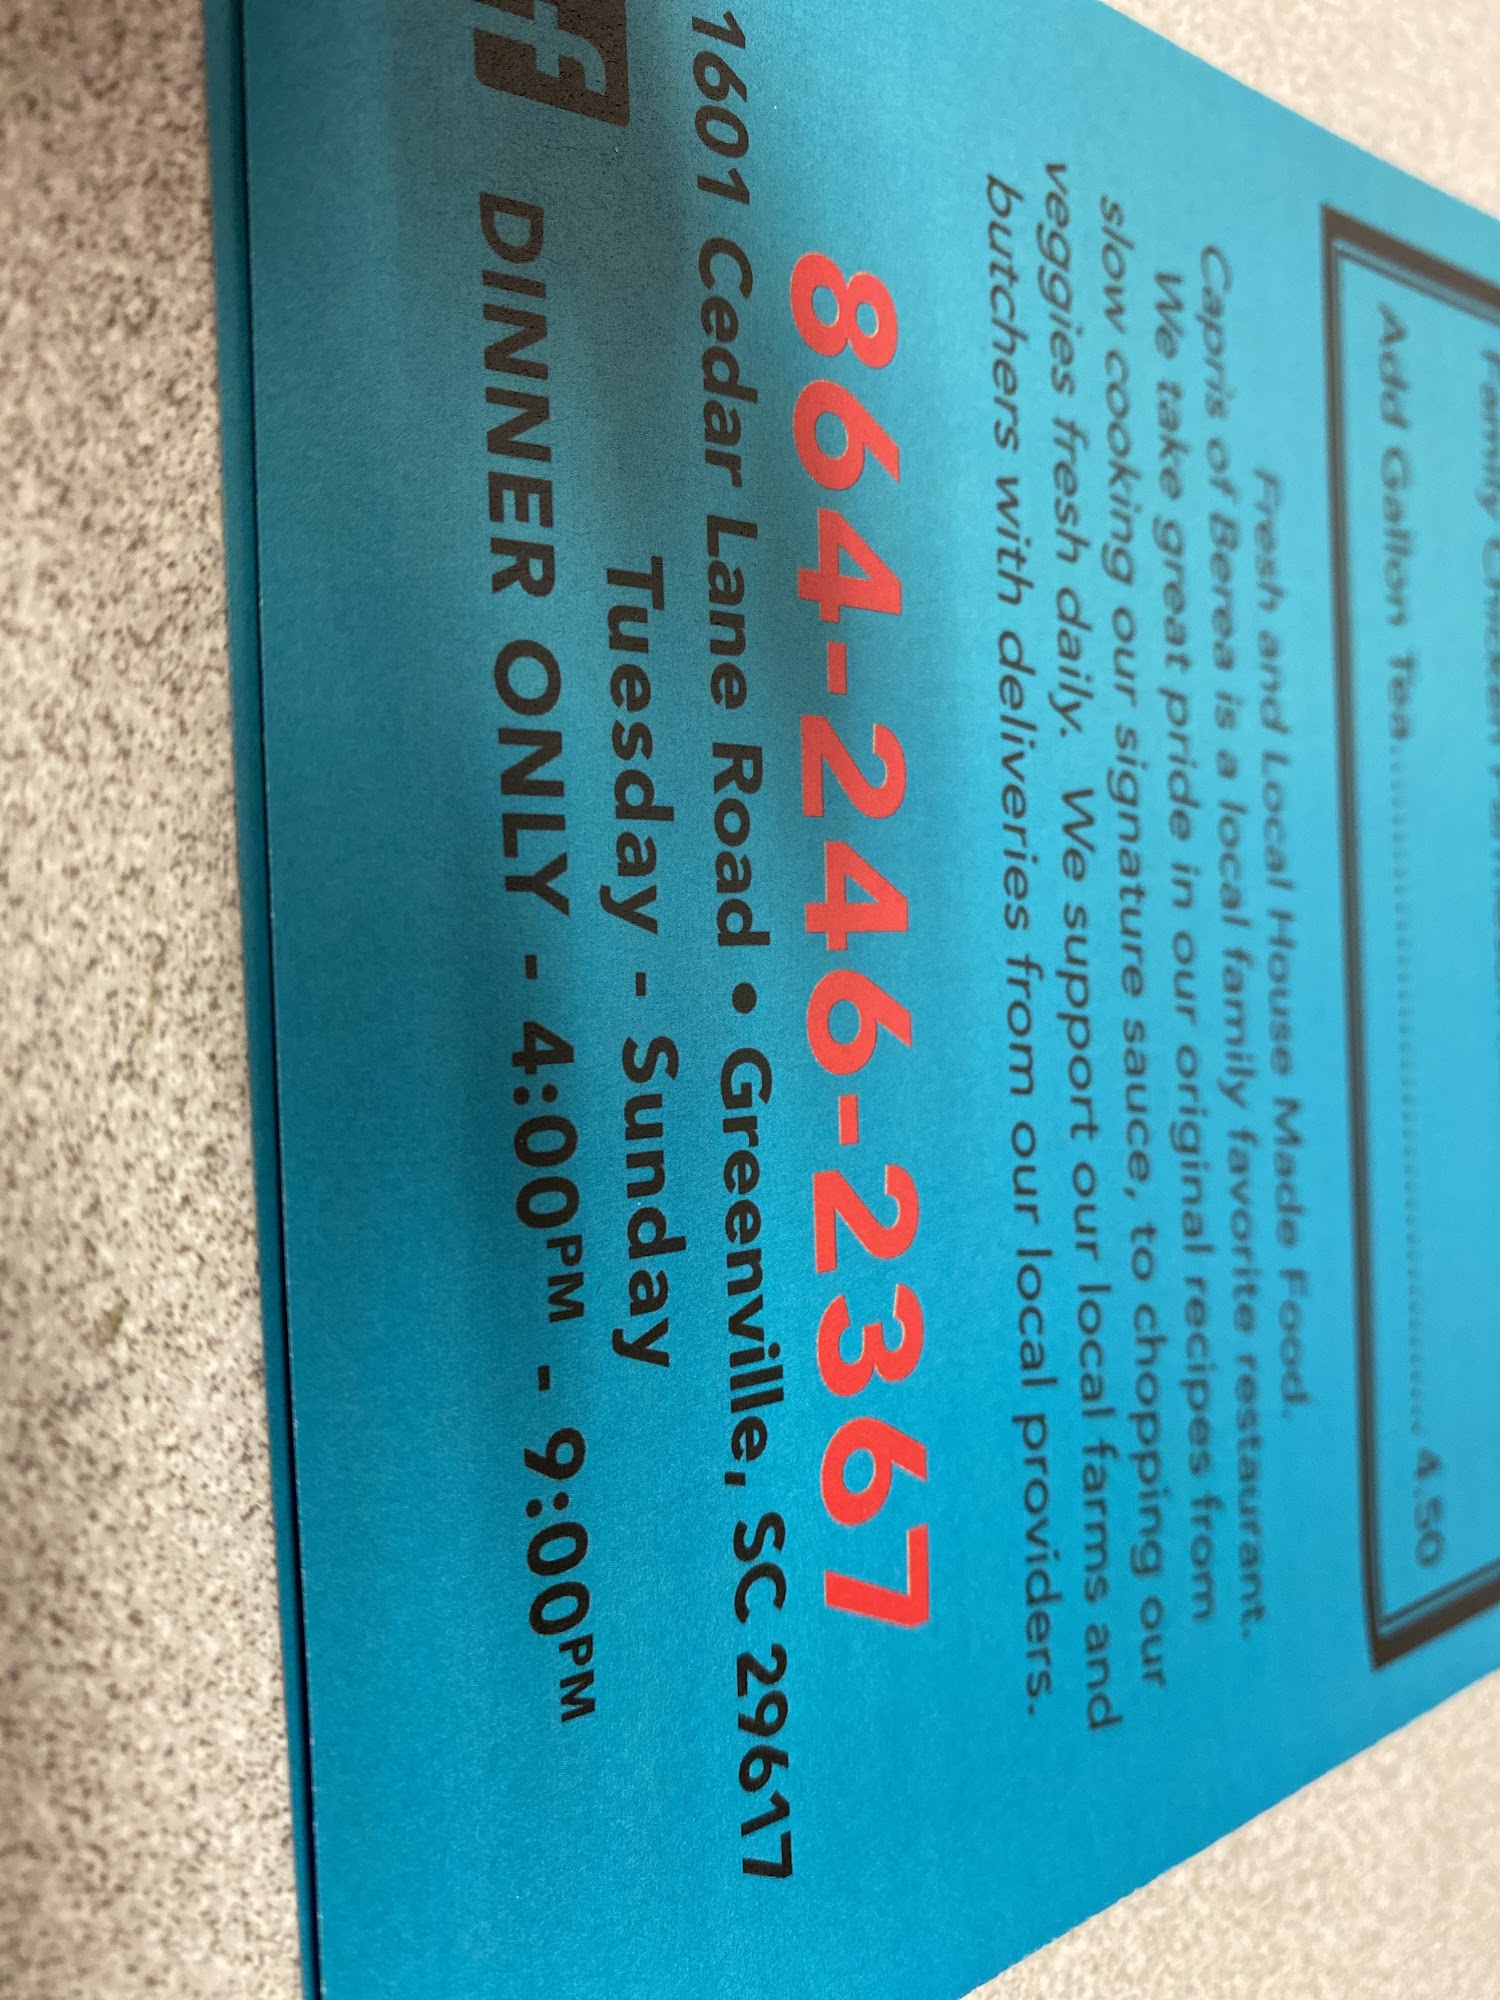 Add Gallon Tea.......................................... 4.50
Fresh and Local House Made Food.
Capris of Berea is a local family favorite restaurant.
We take great pride in our original recipes from
slow cooking our signature sauce, to chopping our
veggies fresh daily. We support our local farms and
butchers with deliveries from our local providers.
864-246-2367
1601 Cedar Lane Road • Greenville, SC 29617
Tuesday - Sunday
DINNER ONLY - 4:00PM - 9:00PM